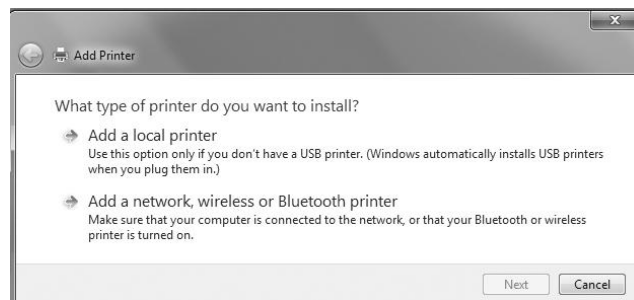 Add Printer
What type of printer do you want to install?
Add a local printer
Use this option only if you don't have a USB printer. (Windows automatically installs USB printers
when you plug them in.)
Add a network, wireless or Bluetooth printer
Make sure that your computer is connected to the network, or that your Bluetooth or wireless
printer is turned on.
Next Cancel